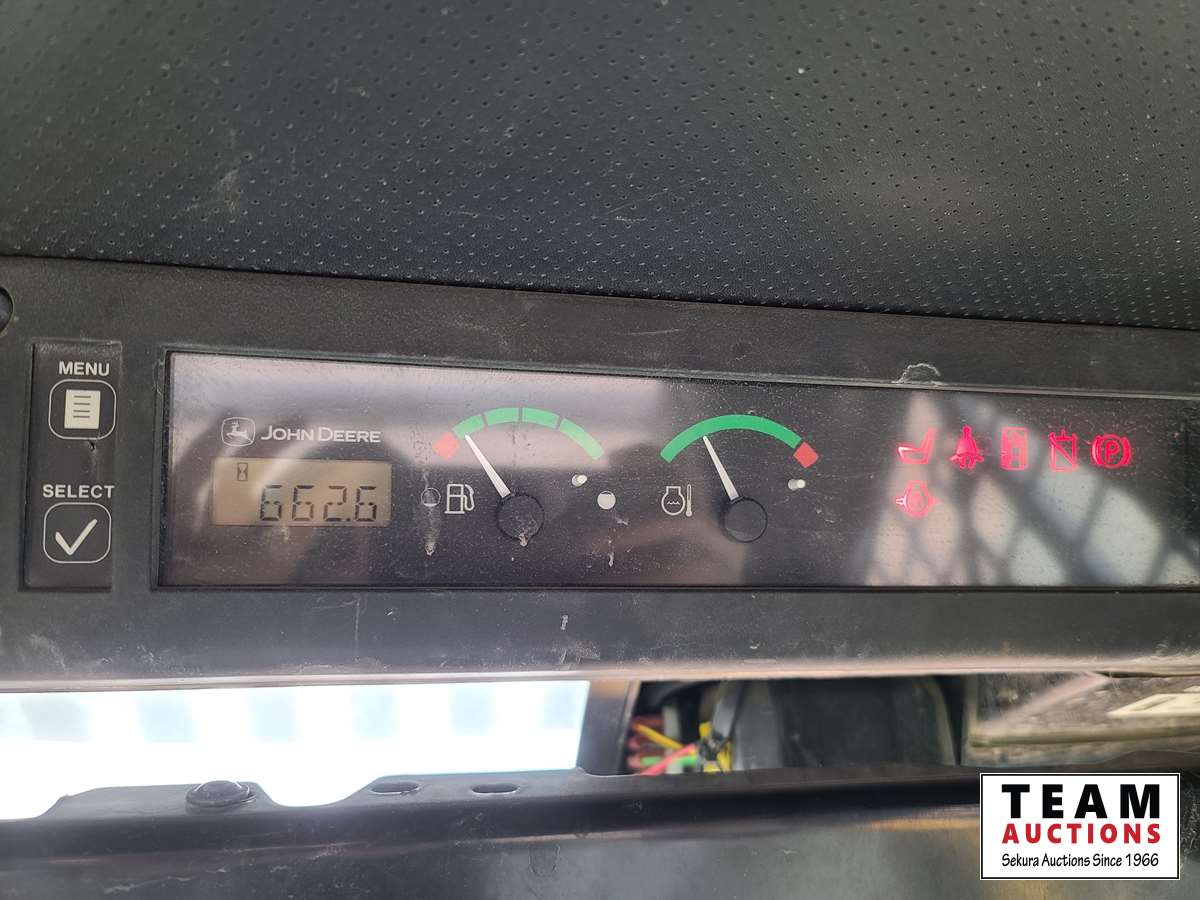 MENU
SELECT
JOHN DEERE
662.6
P
TEAM
AUCTIONS
Sekura Auctions Since 1966